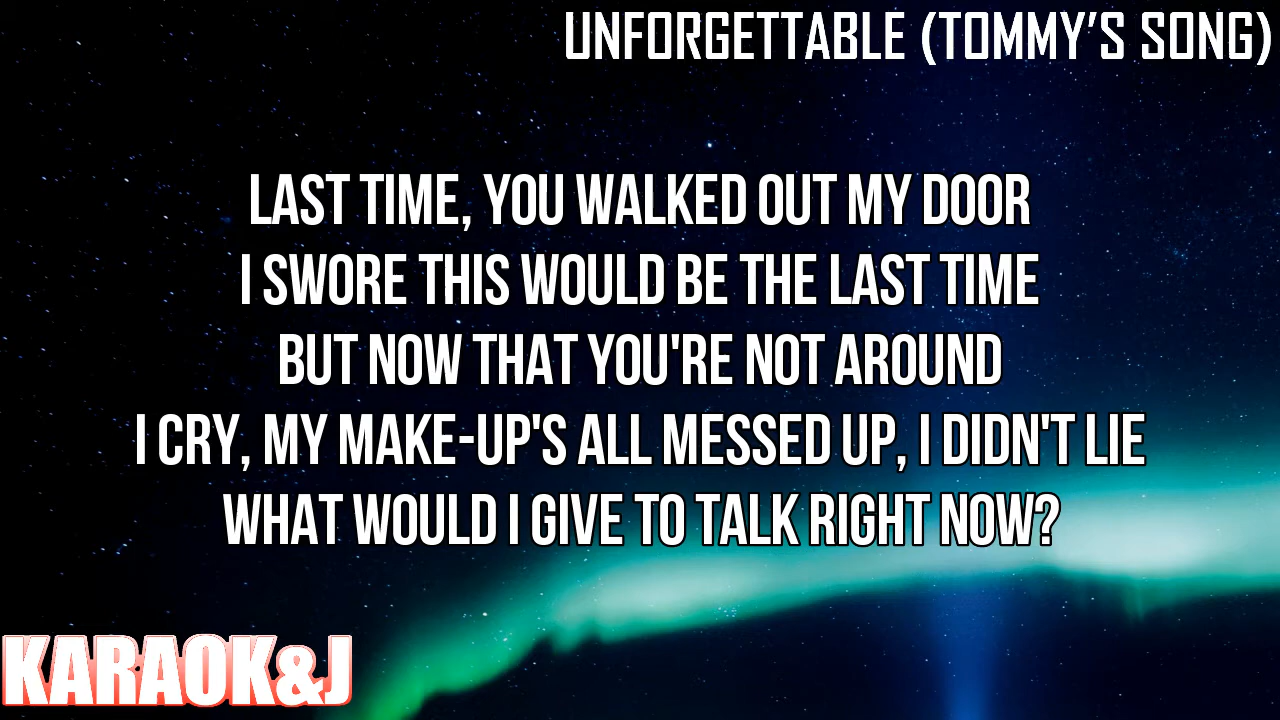 UNFORGETTABLE (TOMMY'S SONG)
LAST TIME, YOU WALKED OUT MY DOOR
I SWORE THIS WOULD BE THE LAST TIME
BUT NOW THAT YOU'RE NOT AROUND
I CRY, MY MAKE-UP'S ALL MESSED UP, I DIDN'T LIE
WHAT WOULD I GIVE TO TALK RIGHT NOW?
KARAOK&J